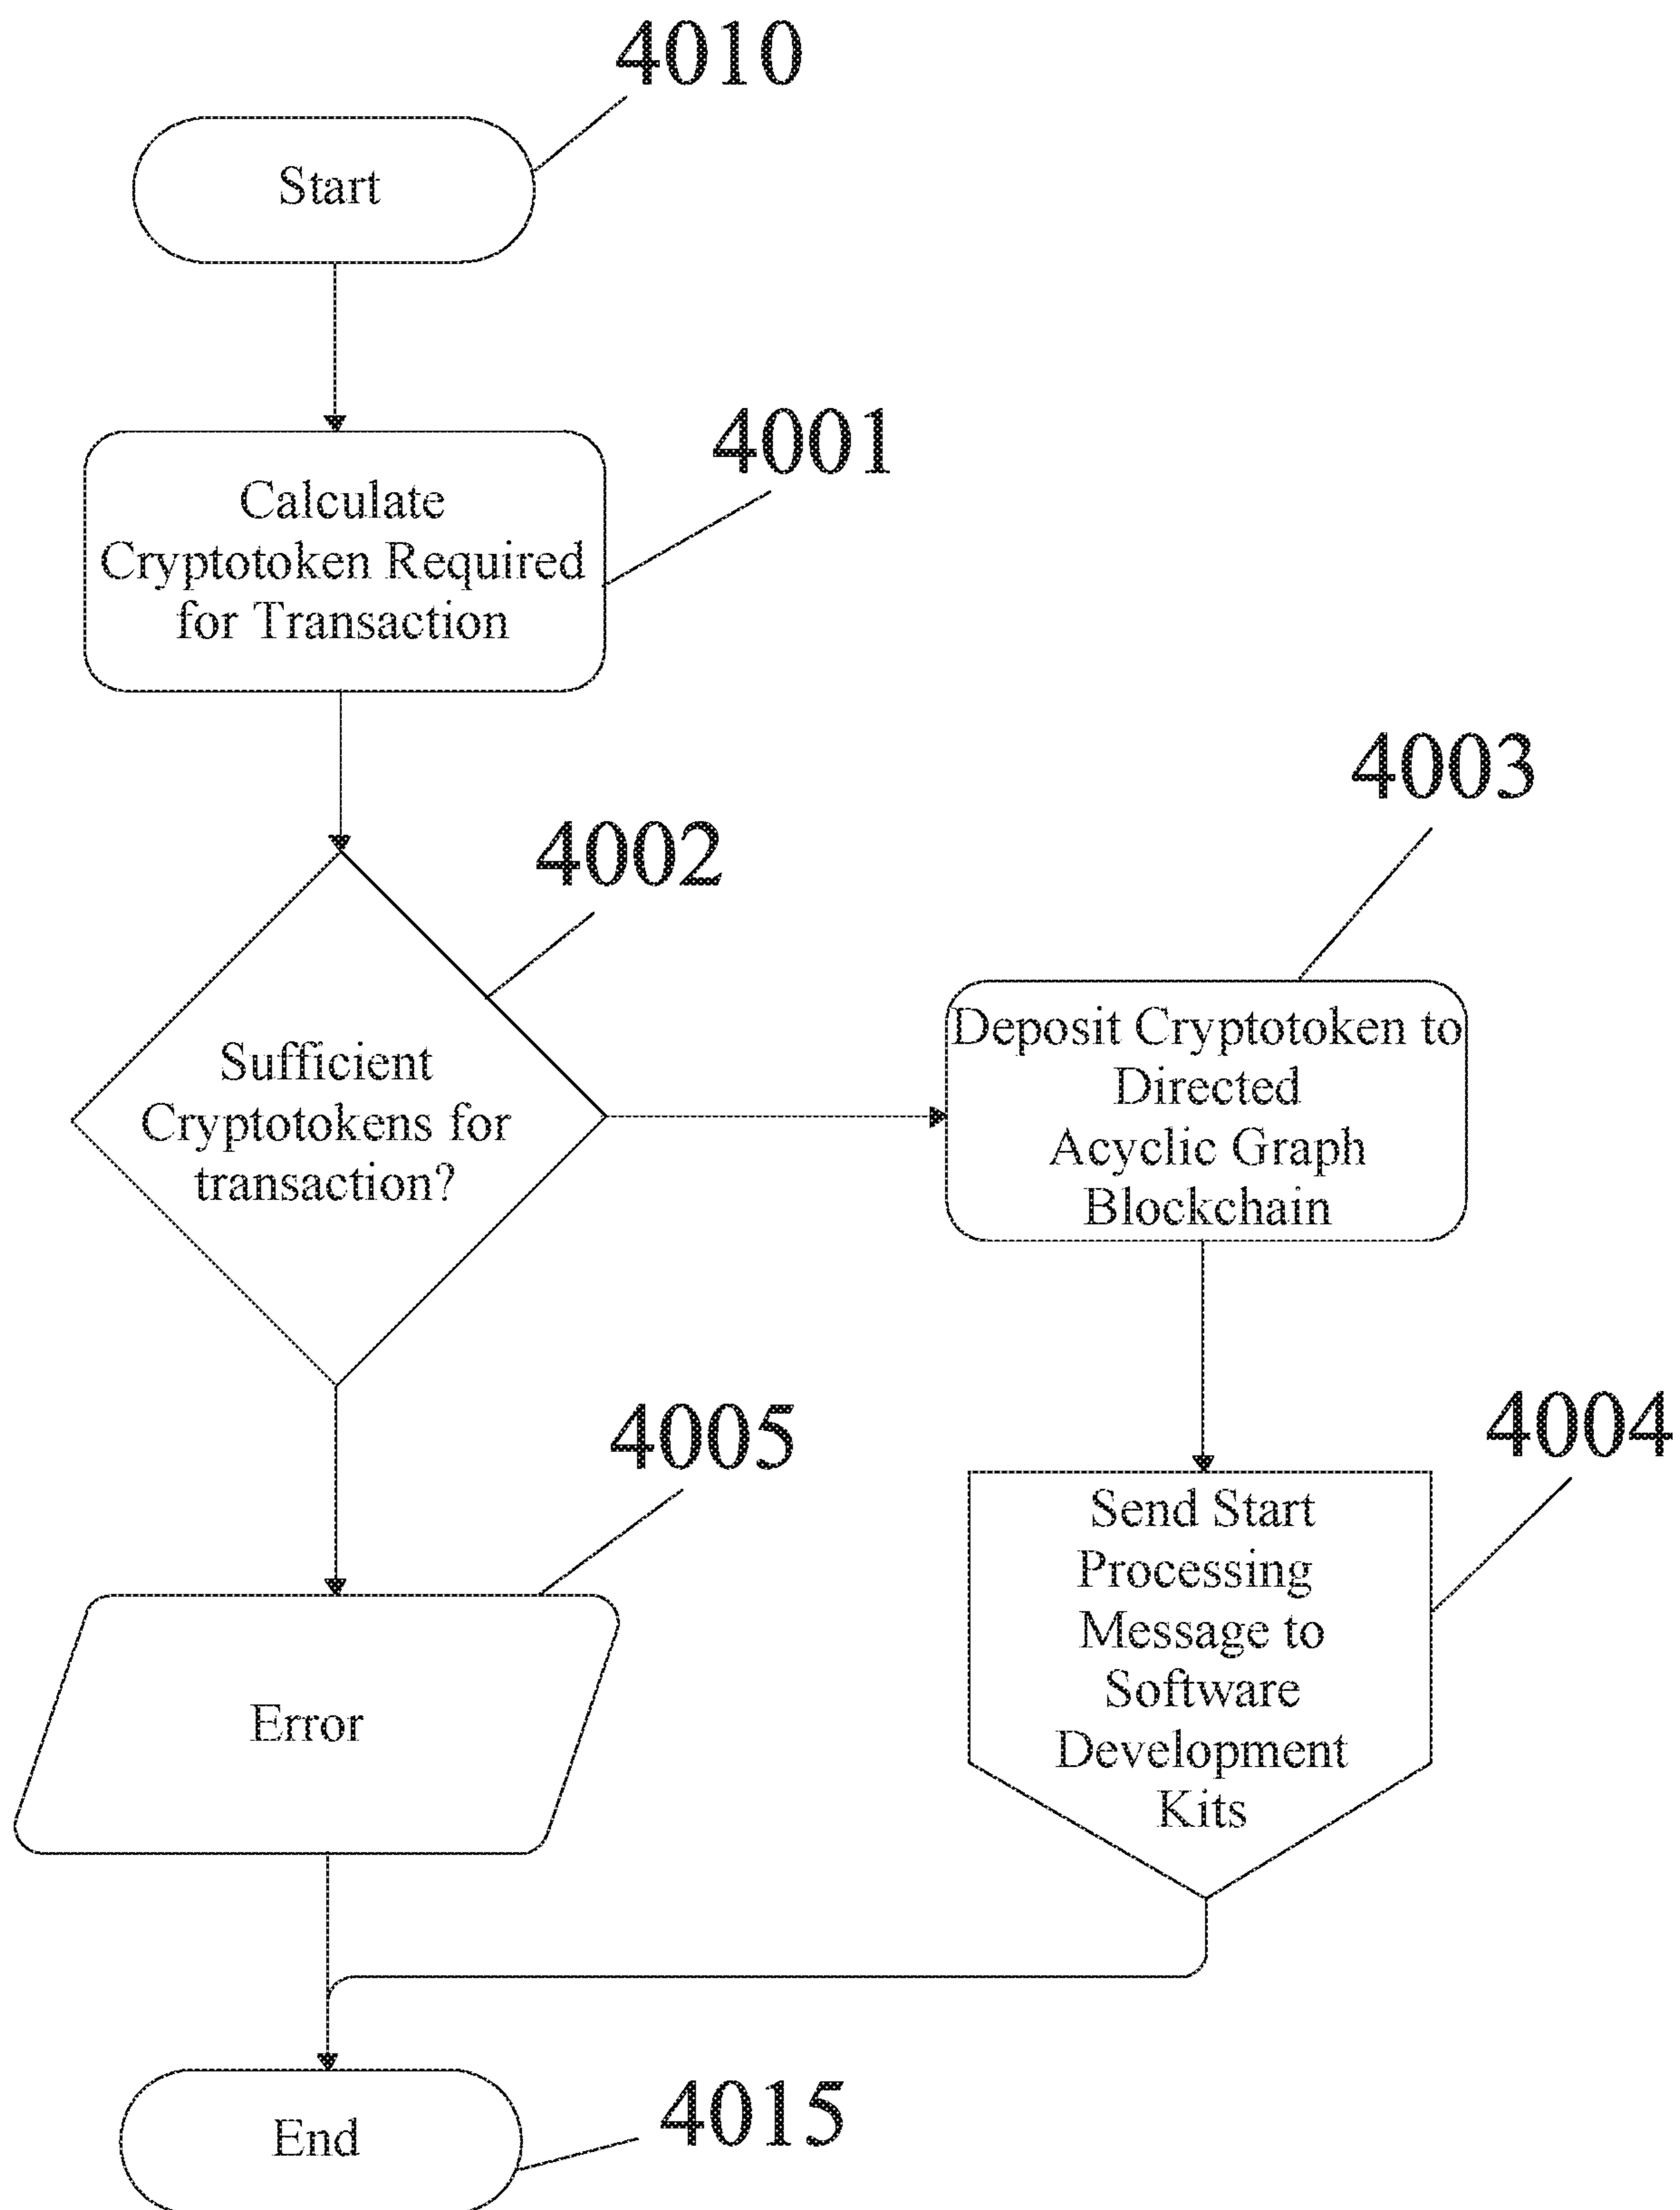 4010
Start
4001
Calculate
Cryptotoken Required
for Transaction
4002
Sufficient
Cryptotokens for
transaction?
4003
Deposit Cryptotoken to
Directed
Acyclic Graph
Blockchain
4005
Error
4004
Send Start
Processing
Message to
Software
Development
Kits
End
4015